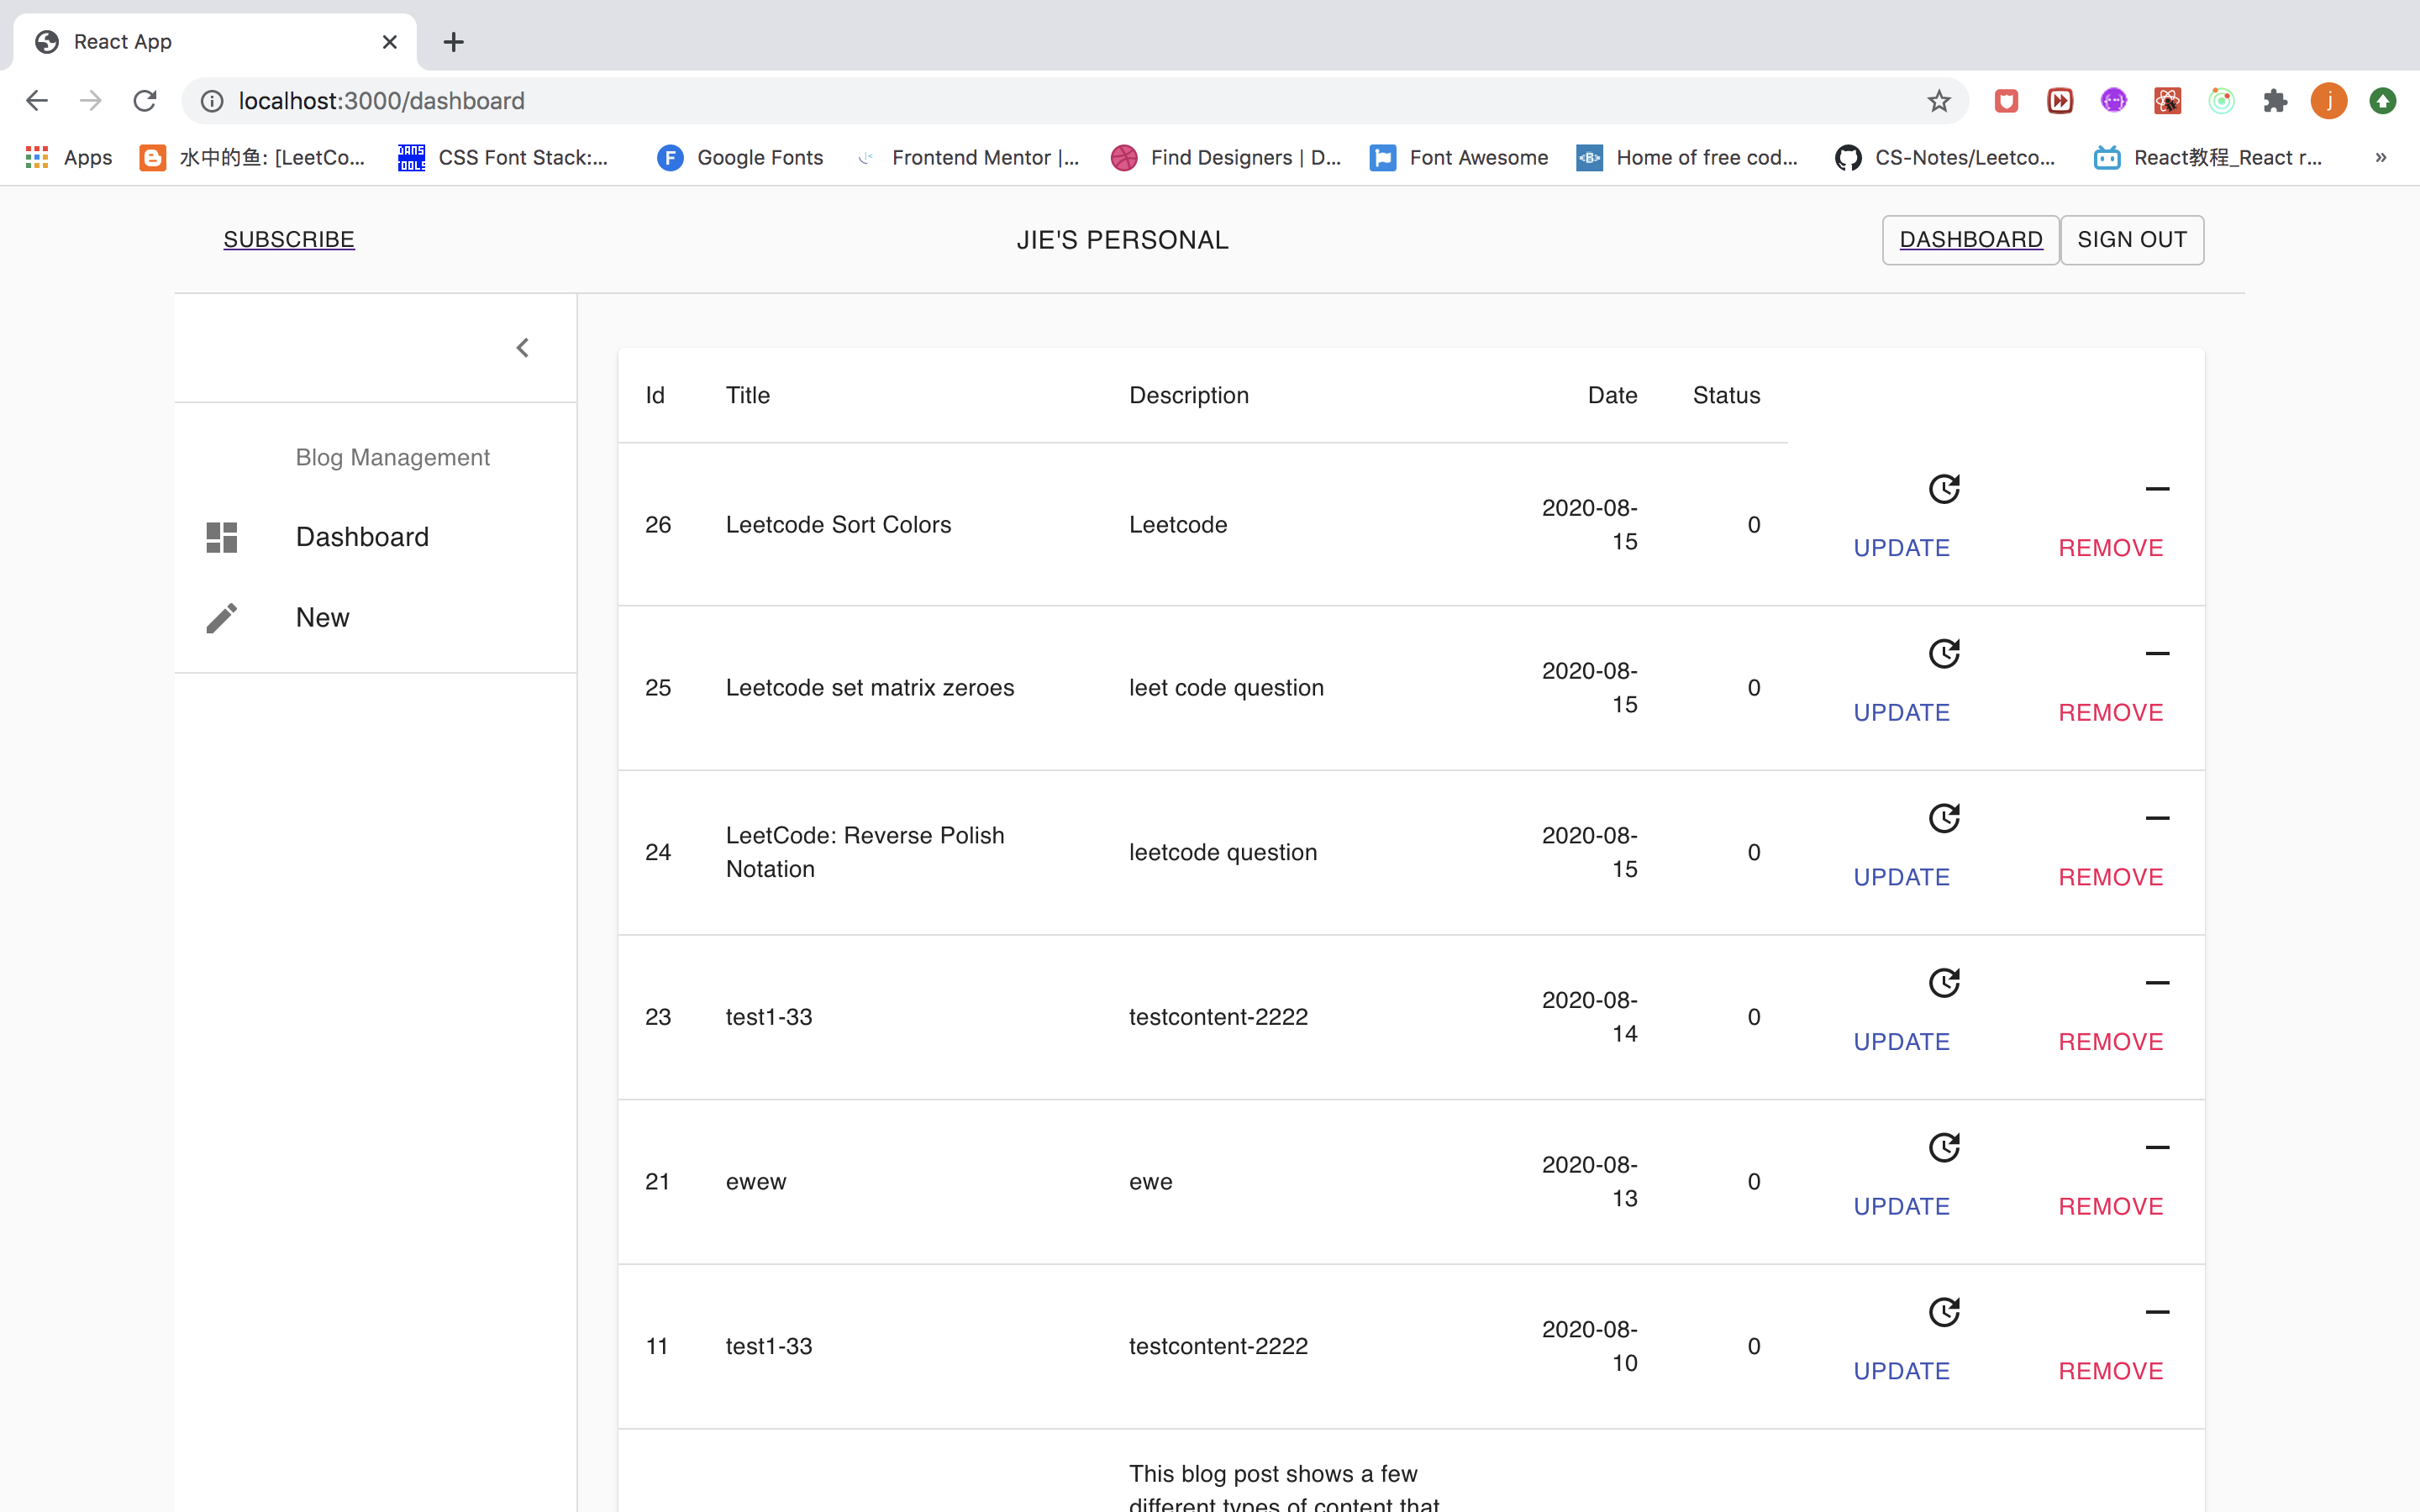 React App
localhost:3000/dashboard
j
Apps
水中的鱼: [LeetCo...
DANS TOOLS
CSS Font Stack:...
F
Google Fonts
Frontend Mentor |...
Find Designers | D...
Font Awesome
<B>
Home of free cod...
CS-Notes/Leetco...
React教程_React r...
»
SUBSCRIBE
JIE'S PERSONAL
DASHBOARD
SIGN OUT
Blog Management
Dashboard
New
Id Title Description Date Status
26 Leetcode Sort Colors Leetcode 2020-08-
15 0
UPDATE REMOVE
25 Leetcode set matrix zeroes leet code question 2020-08-
15 0
UPDATE REMOVE
24 LeetCode: Reverse Polish
Notation leetcode question 2020-08-
15 0
UPDATE REMOVE
23 test1-33 testcontent-2222 2020-08-
14 0
UPDATE REMOVE
21 ewew ewe 2020-08-
13 0
UPDATE REMOVE
11 test1-33 testcontent-2222 2020-08-
10 0
UPDATE REMOVE
This blog post shows a few
different types of content that